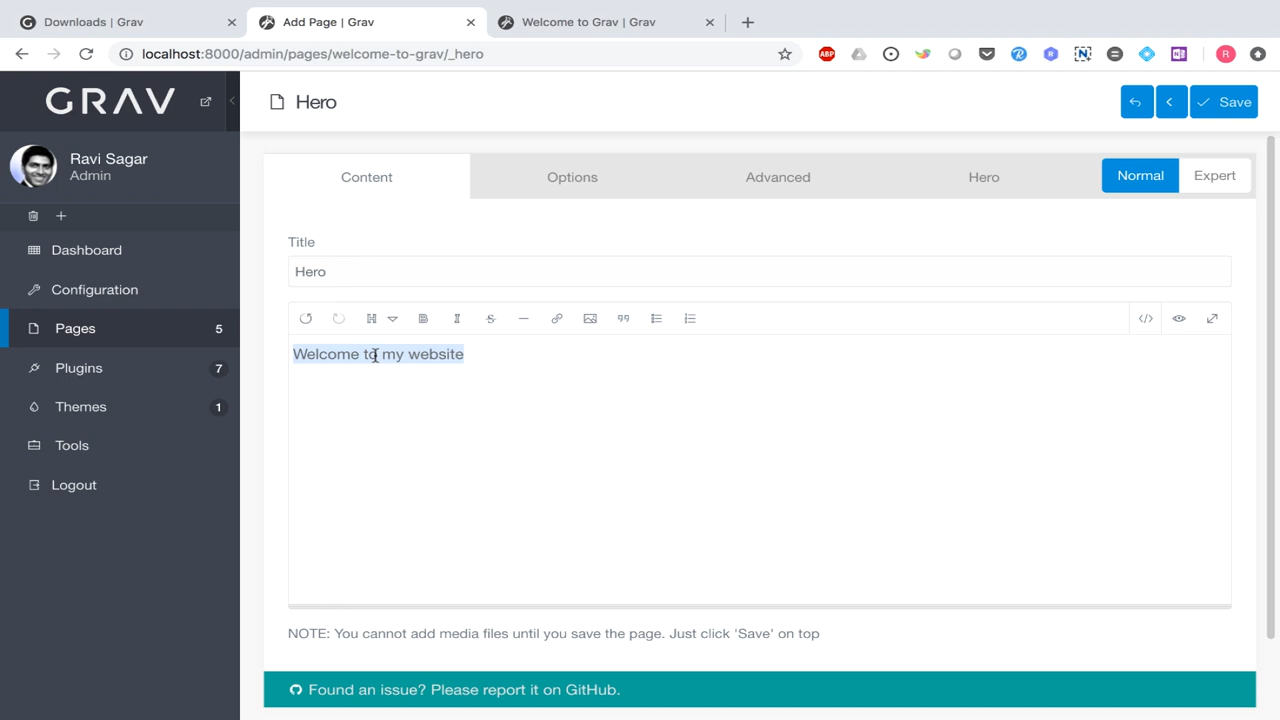 Downloads | Grav
Add Page | Grav
Welcome to Grav | Grav
localhost:8000/admin/pages/welcome-to-grav/_hero
ABP
R
GRAV
Hero
Save
Ravi Sagar
Admin
Content
Options
Advanced
Hero
Normal
Expert
Dashboard
Configuration
Pages 5
Plugins 7
Themes 1
Tools
Logout
Title
Hero
Welcome to my website
NOTE: You cannot add media files until you save the page. Just click 'Save' on top
Found an issue? Please report it on GitHub.